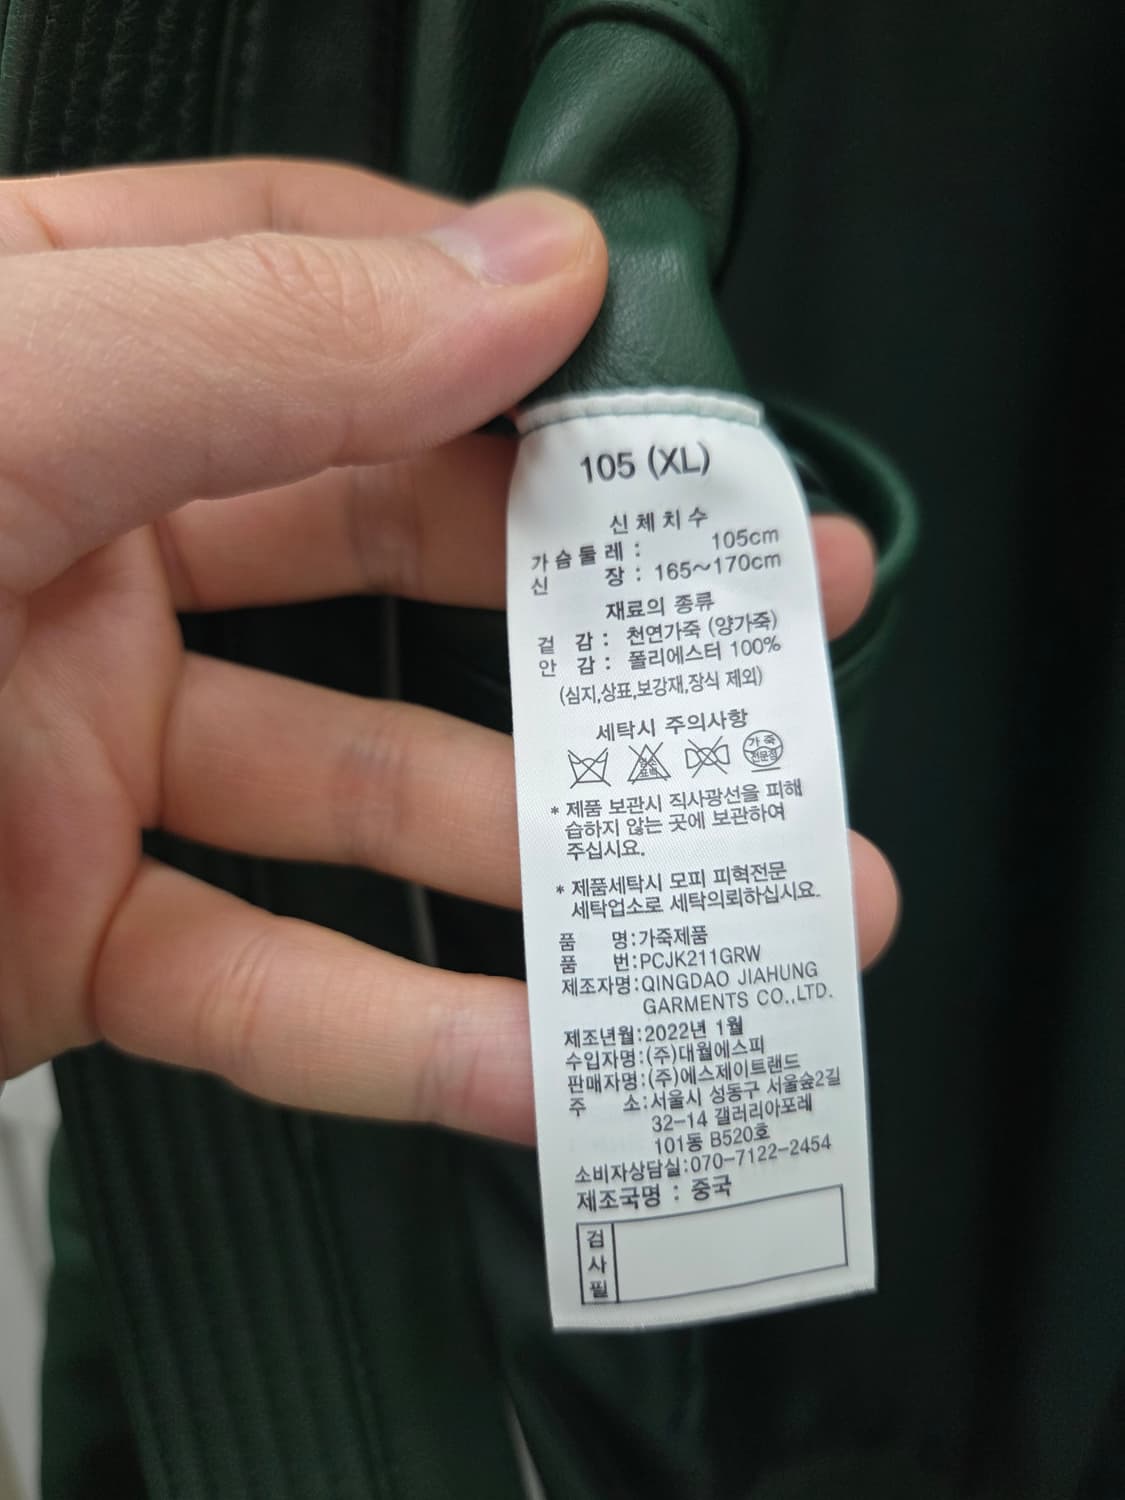 105 (XL)
신체치수
가슴둘레 : 105cm
신 장 : 165~170cm
재료의 종류
겉 감 : 천연가죽 (양가죽)
안 감 : 폴리에스터 100%
(심지,상표,보강재,장식 제외)
세탁시 주의사항
염소 표백
가 죽 전문점
* 제품 보관시 직사광선을 피해
습하지 않는 곳에 보관하여
주십시요.
* 제품세탁시 모피 피혁전문
세탁업소로 세탁의뢰하십시요.
품 명:가죽제품
품 번:PCJK211GRW
제조자명:QINGDAO JIAHUNG
GARMENTS CO.,LTD.
제조년월:2022년 1월
수입자명:(주)대월에스피
판매자명:(주)에스제이트랜드
주 소:서울시 성동구 서울숲2길
32-14 갤러리아포레
101동 B520호
소비자상담실:070-7122-2454
제조국명 : 중국
검
사
필